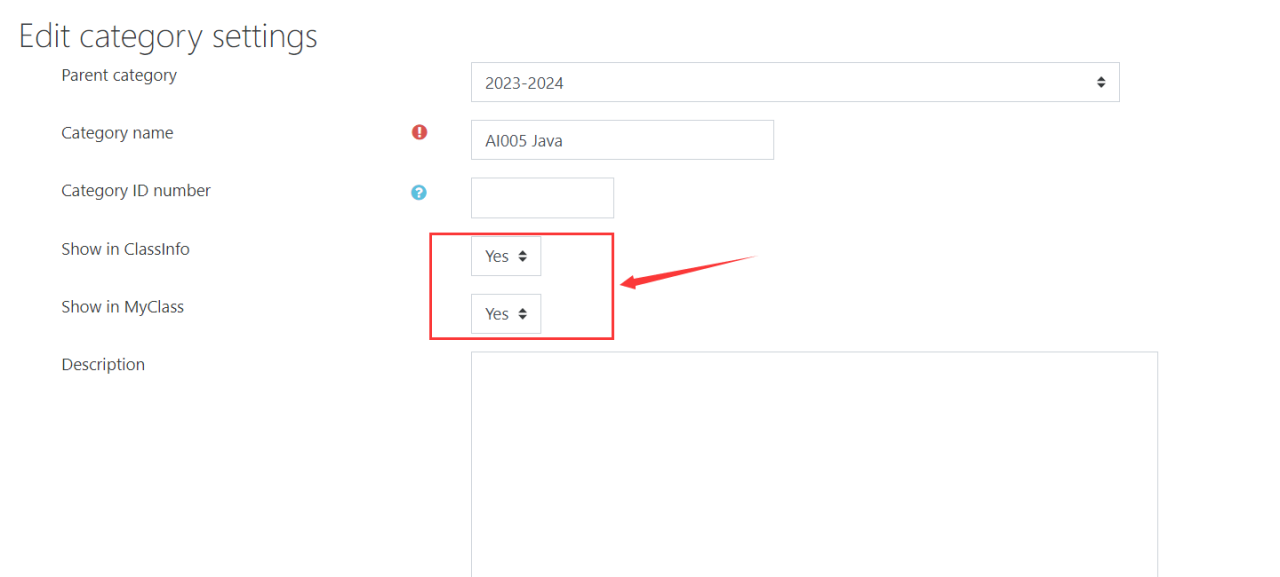 Edit category settings
Parent category
2023-2024
Category name
AI005 Java
Category ID number
Show in ClassInfo
Yes
Show in MyClass
Yes
Description